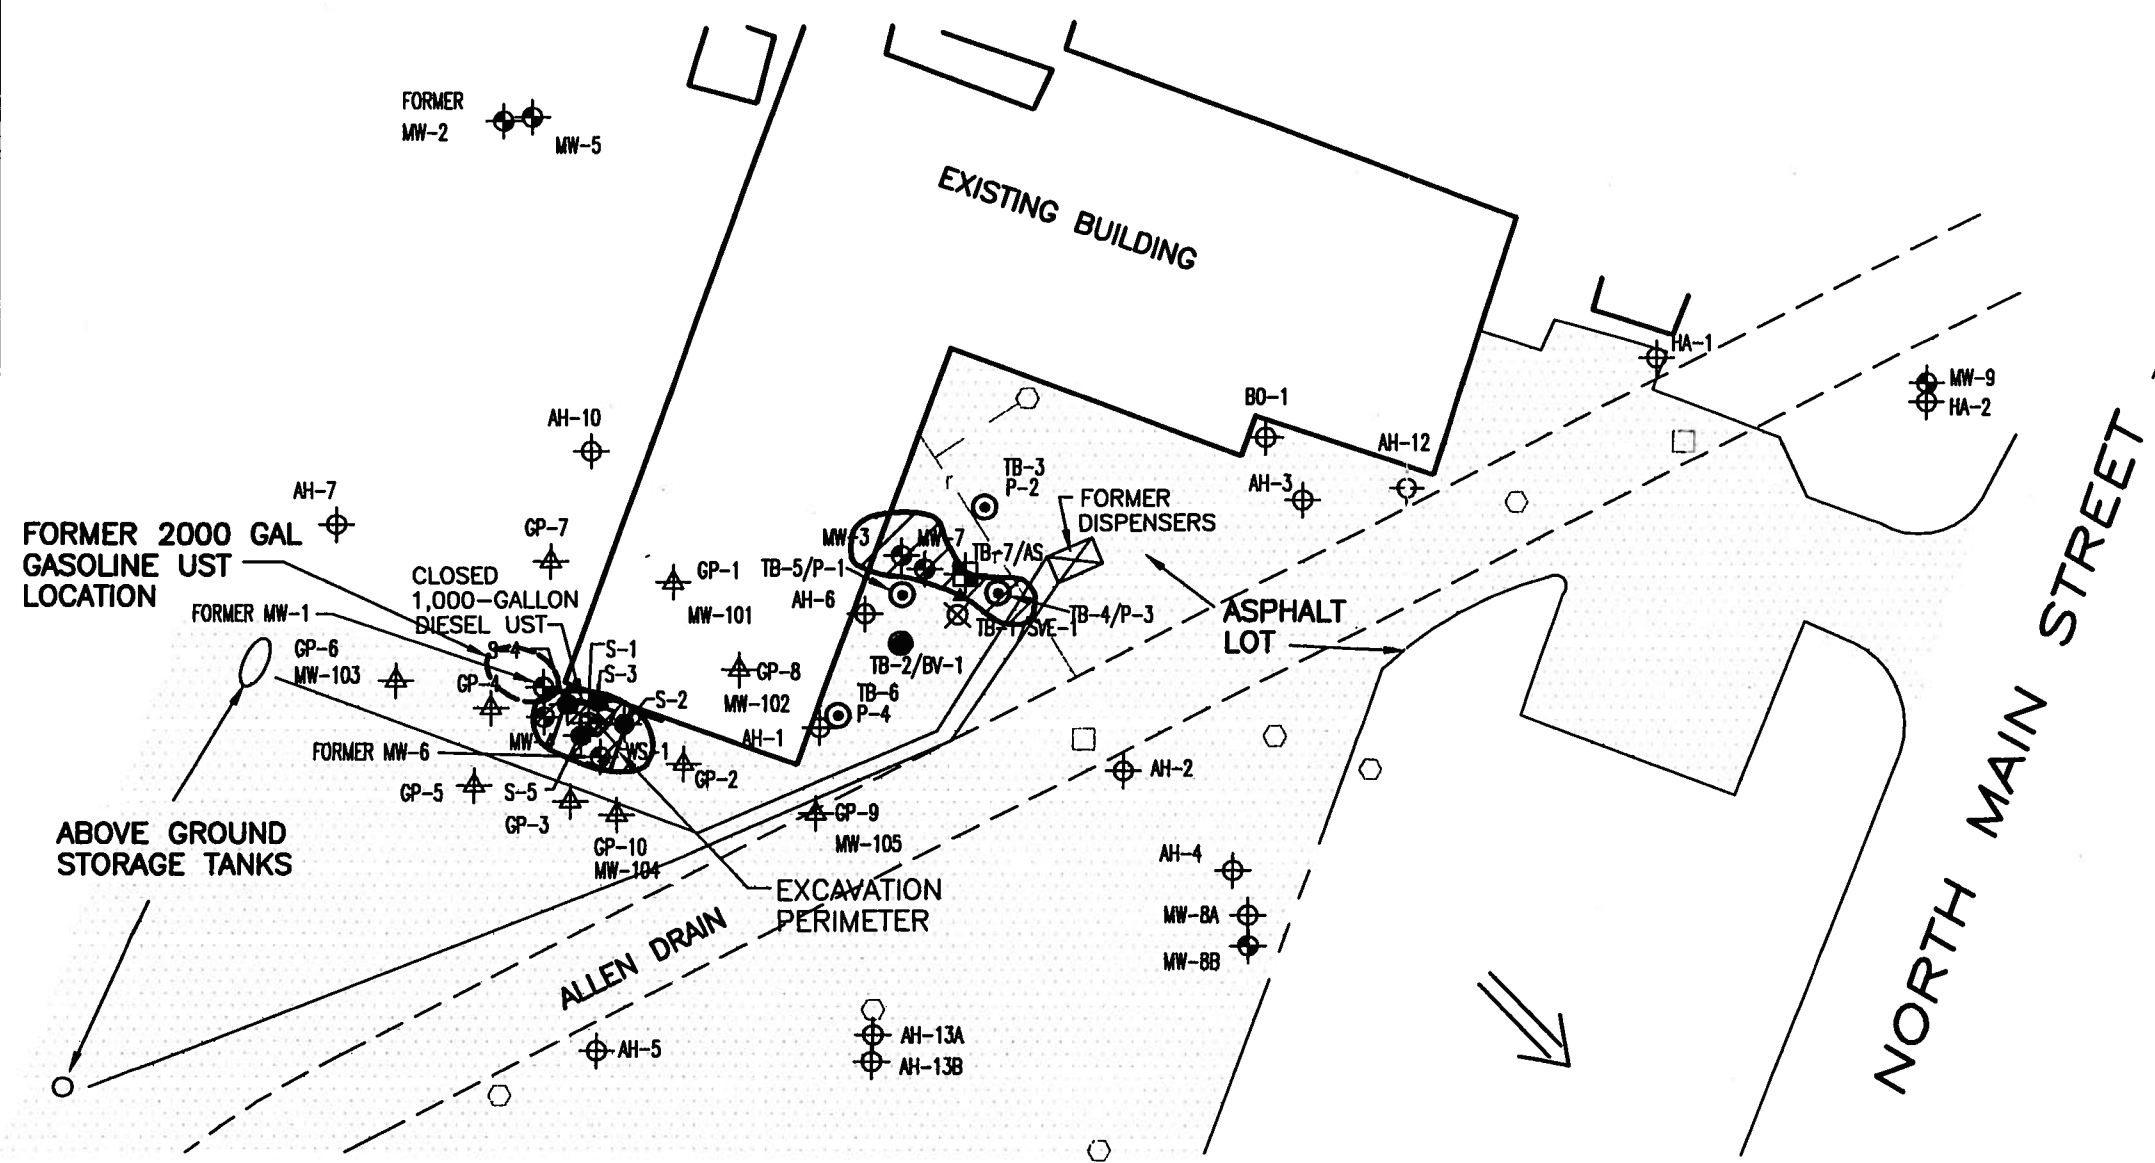 FORMER
MW-2
MW-5
EXISTING BUILDING
HA-1
MW-9
HA-2
BO-1
AH-12
AH-3
AH-10
AH-7
GP-7
TB-3
P-2
FORMER
DISPENSERS
FORMER 2000 GAL
GASOLINE UST
LOCATION
CLOSED
1,000-GALLON
DIESEL UST
FORMER MW-1
MW-3
MW-7
TB-7/AS
TB-5/P-1
AH-6
GP-1
MW-101
TB-4/P-3
TB-1/SVE-1
TB-2/BV-1
ASPHALT
LOT
GP-6
MW-103
GP-4
S-4
S-1
S-3
S-2
GP-8
MW-102
TB-6
P-4
AH-1
MW-4
WS-1
FORMER MW-6
GP-2
GP-5
S-5
GP-3
GP-10
MW-104
GP-9
MW-105
AH-2
ABOVE GROUND
STORAGE TANKS
EXCAVATION
PERIMETER
ALLEN DRAIN
AH-4
MW-8A
MW-8B
AH-5
AH-13A
AH-13B
NORTH MAIN STREET
r